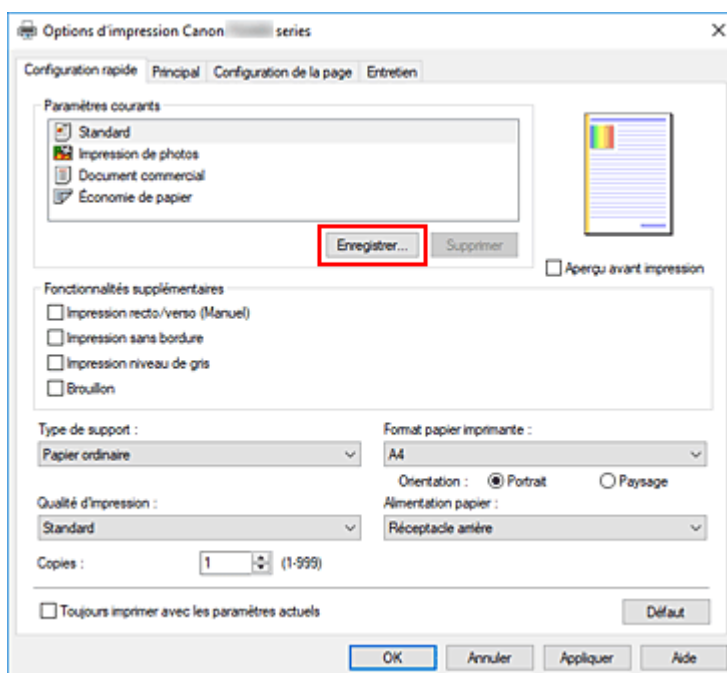 Options d'impression Canon series
Configuration rapide Principal Configuration de la page Entretien
Paramètres courants
Standard
Impression de photos
Document commercial
Économie de papier
Enregistrer... Supprimer
Aperçu avant impression
Fonctionnalités supplémentaires
Impression recto/verso (Manuel)
Impression sans bordure
Impression niveau de gris
Brouillon
Type de support : Format papier imprimante :
Papier ordinaire A4
Orientation : Portrait Paysage
Qualité d'impression : Alimentation papier :
Standard Réceptacle arrière
Copies : 1 (1-999)
Toujours imprimer avec les paramètres actuels Défaut
OK Annuler Appliquer Aide